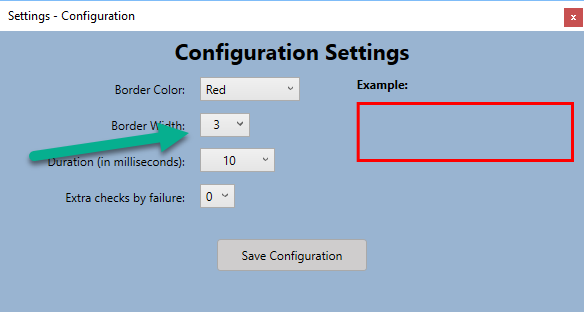 Settings - Configuration
Configuration Settings
Border Color: Red
Example:
Border Width: 3
Duration (in milliseconds): 10
Extra checks by failure: 0
Save Configuration